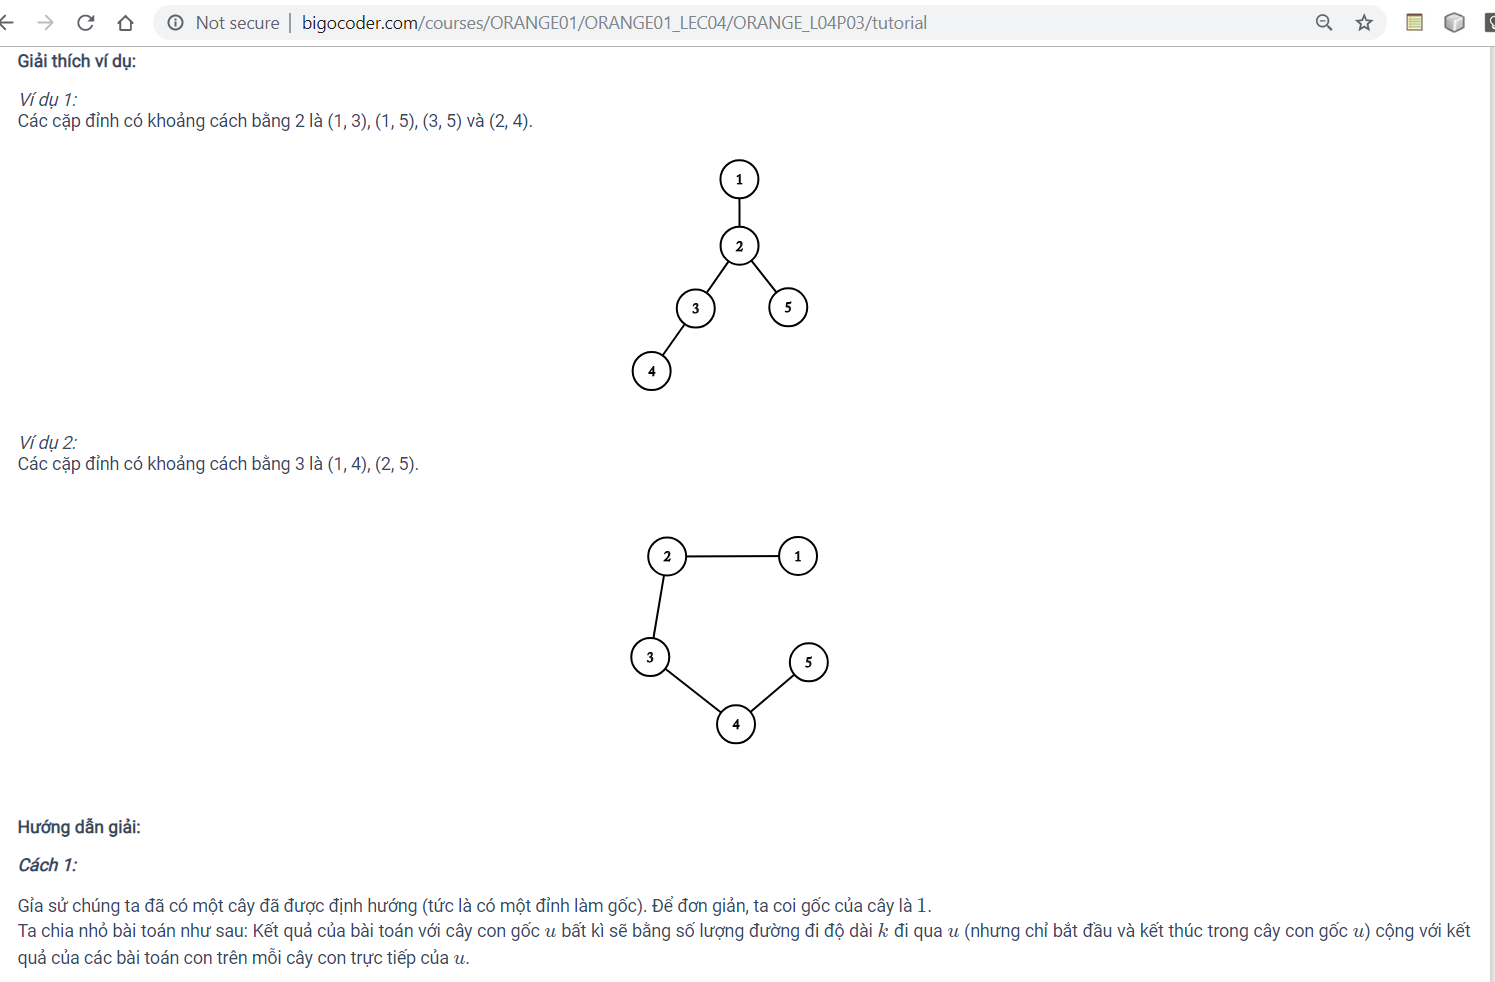 Not secure | bigocoder.com/courses/ORANGE01/ORANGE01_LEC04/ORANGE_L04P03/tutorial
Giải thích ví dụ:
Ví dụ 1:
Các cặp đỉnh có khoảng cách bằng 2 là (1, 3), (1, 5), (3, 5) và (2, 4).
1
2
3
5
4
Ví dụ 2:
Các cặp đỉnh có khoảng cách bằng 3 là (1, 4), (2, 5).
2
1
3
5
4
Hướng dẫn giải:
Cách 1:
Gỉa sử chúng ta đã có một cây đã được định hướng (tức là có một đỉnh làm gốc). Để đơn giản, ta coi gốc của cây là 1.
Ta chia nhỏ bài toán như sau: Kết quả của bài toán với cây con gốc u bất kì sẽ bằng số lượng đường đi độ dài k đi qua u (nhưng chỉ bắt đầu và kết thúc trong cây con gốc u) cộng với kết
quả của các bài toán con trên mỗi cây con trực tiếp của u.